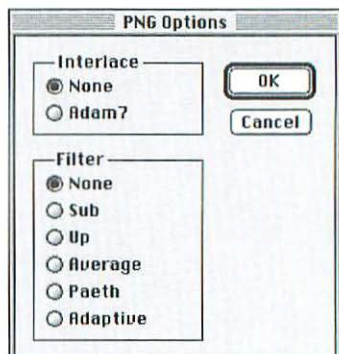 PNG Options
Interlace
None
Adam7
OK
Cancel
Filter
None
Sub
Up
Average
Paeth
Adaptive